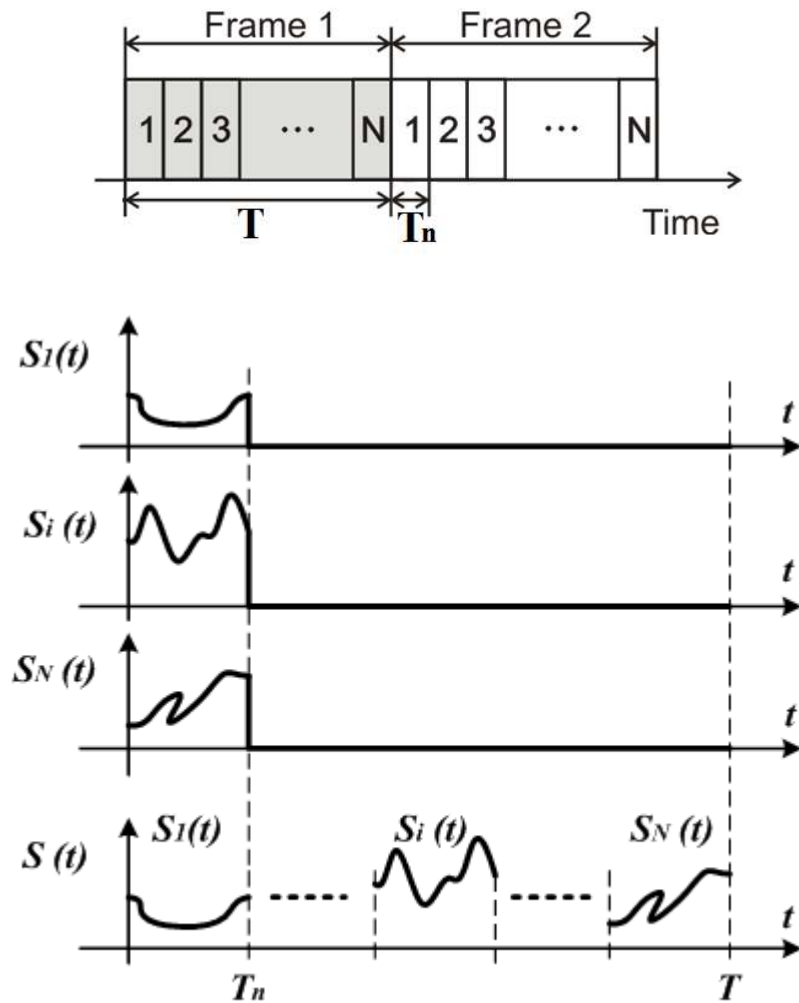 Frame 1 Frame 2
1 2 3 ... N 1 2 3 ... N
T Tn Time
S1(t)
t
Si (t)
t
SN (t)
t
S1(t) Si (t) SN (t)
S (t)
t
Tn T